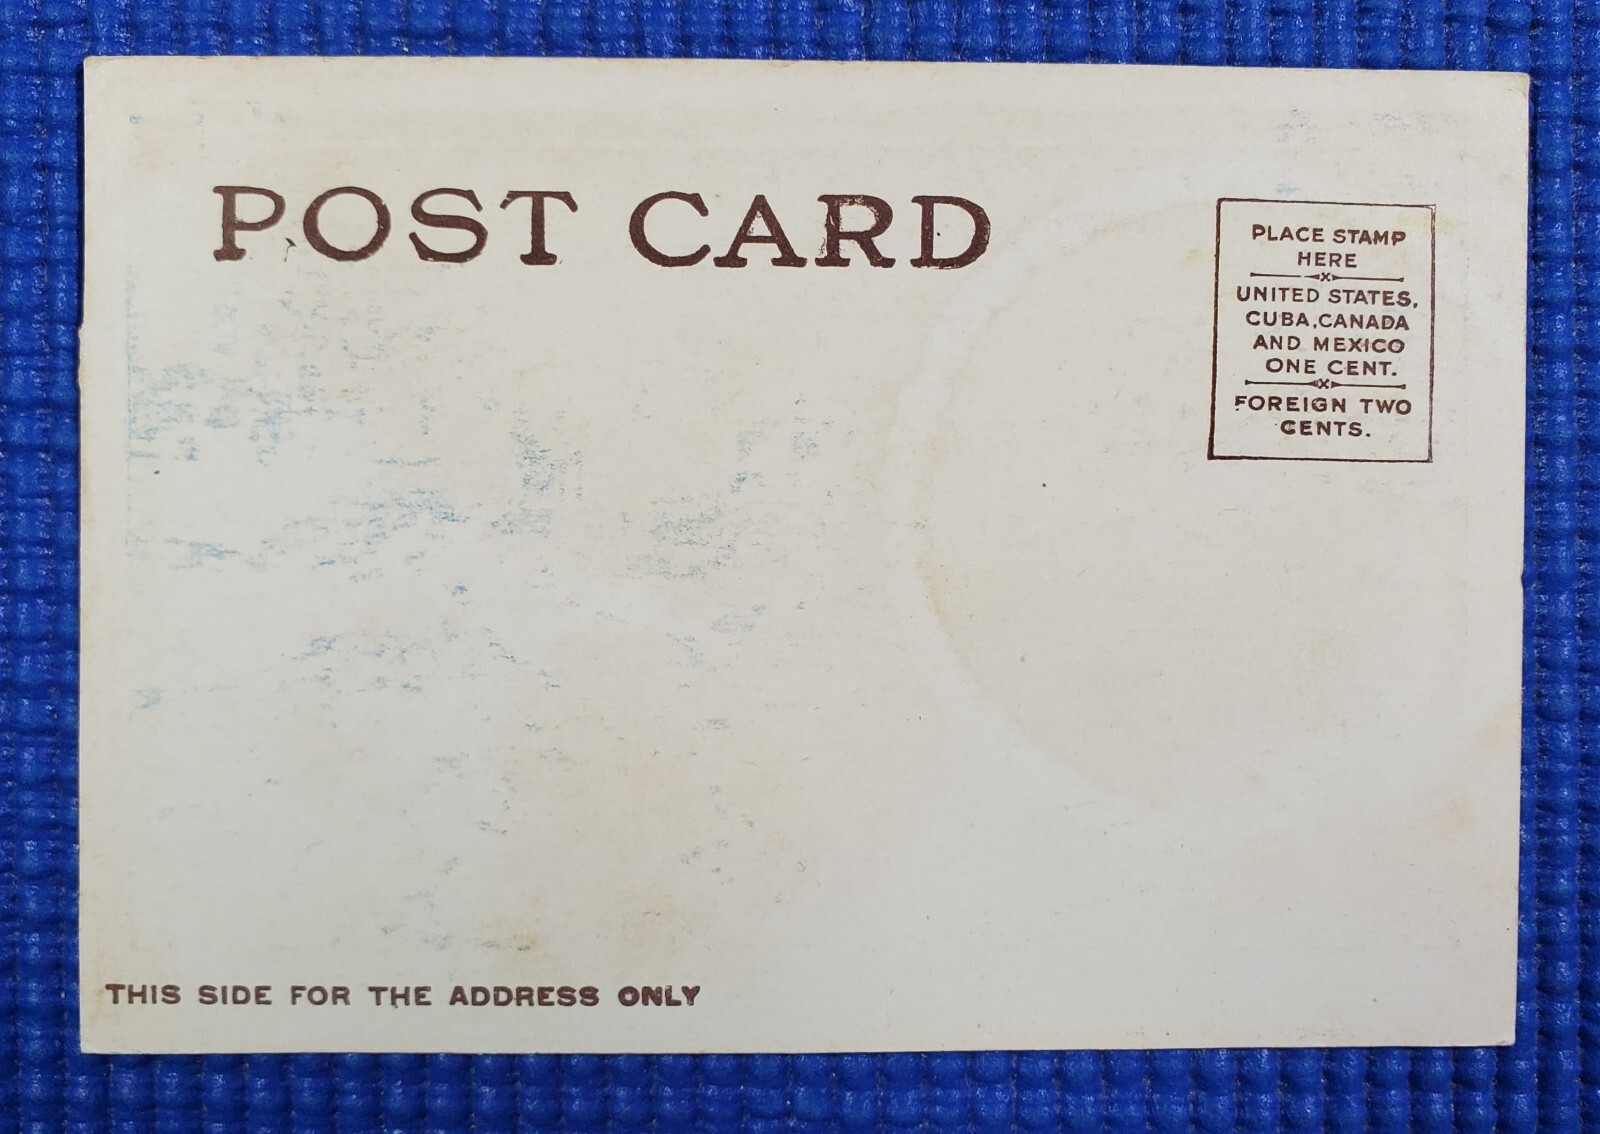 POST CARD
PLACE STAMP
HERE
UNITED STATES,
CUBA, CANADA
AND MEXICO
ONE CENT.
FOREIGN TWO
CENTS.
THIS SIDE FOR THE ADDRESS ONLY